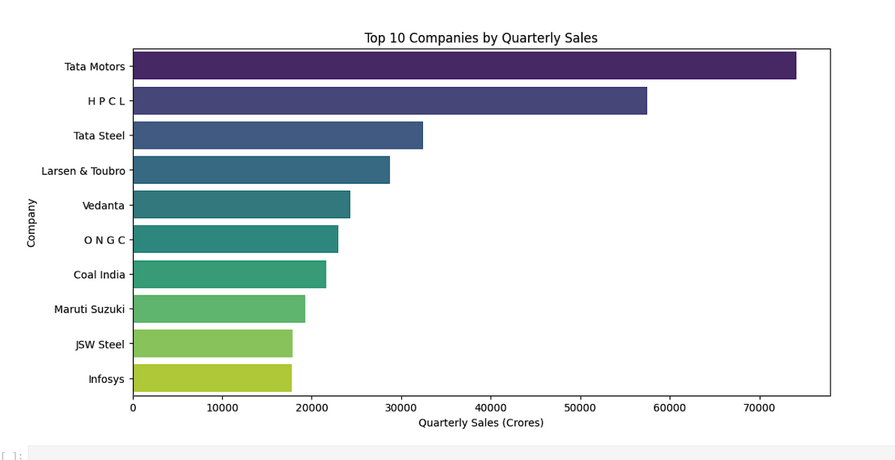 Top 10 Companies by Quarterly Sales
Tata Motors
H P C L
Tata Steel
Larsen & Toubro
Vedanta
O N G C
Coal India
Maruti Suzuki
JSW Steel
Infosys
Company
0 10000 20000 30000 40000 50000 60000 70000
Quarterly Sales (Crores)
[ ]: